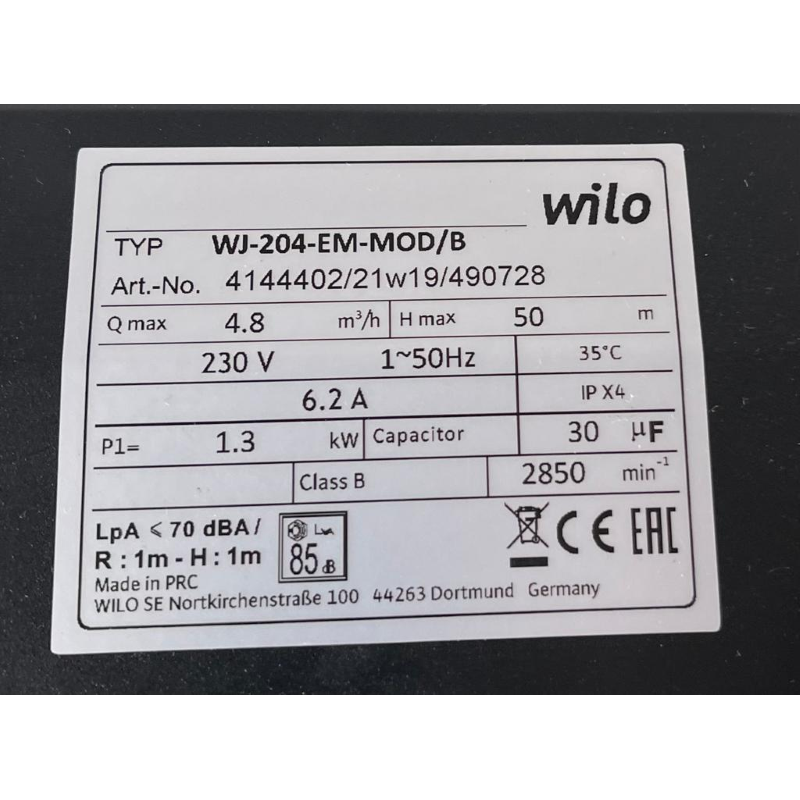 wilo
TYP WJ-204-EM-MOD/B
Art.-No. 4144402/21w19/490728
Q max 4.8 m³/h H max 50 m
230 V 1~50Hz 35°C
6.2 A IP X4
P1= 1.3 kW Capacitor 30 µF
Class B 2850 min⁻¹
LpA ⩽ 70 dBA/
R : 1m - H : 1m
LWA
85 dB
CE EAC
Made in PRC
WILO SE Nortkirchenstraße 100 44263 Dortmund Germany